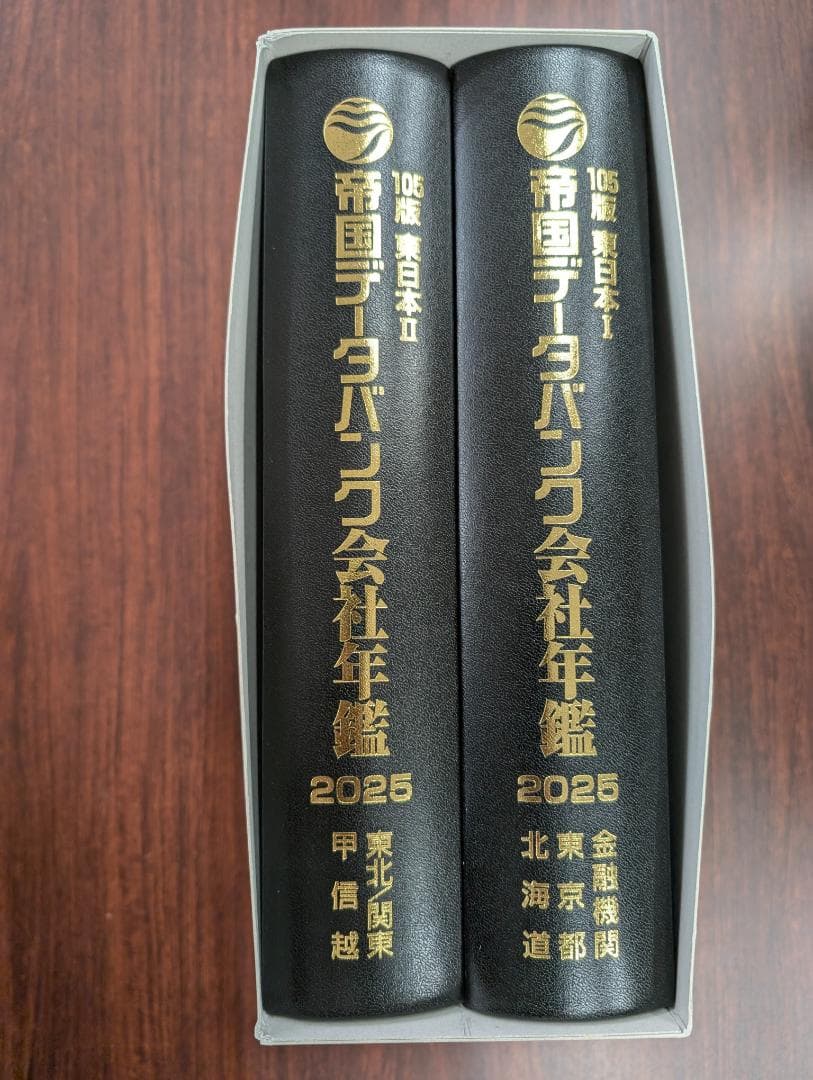 105版 東日本Ⅰ
帝国データバンク会社年鑑
2025
金融機関
東京都
北海道
105版 東日本Ⅱ
帝国データバンク会社年鑑
2025
東北/関東
甲信越